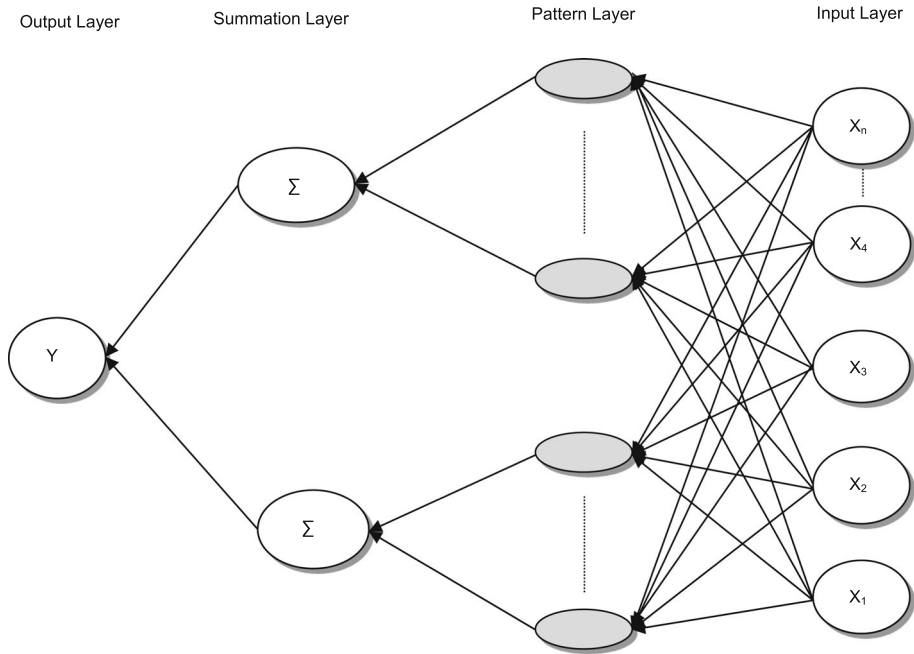 Output Layer
Summation Layer
Pattern Layer
Input Layer
Xₙ
∑
X₄
Y
X₃
X₂
∑
X₁